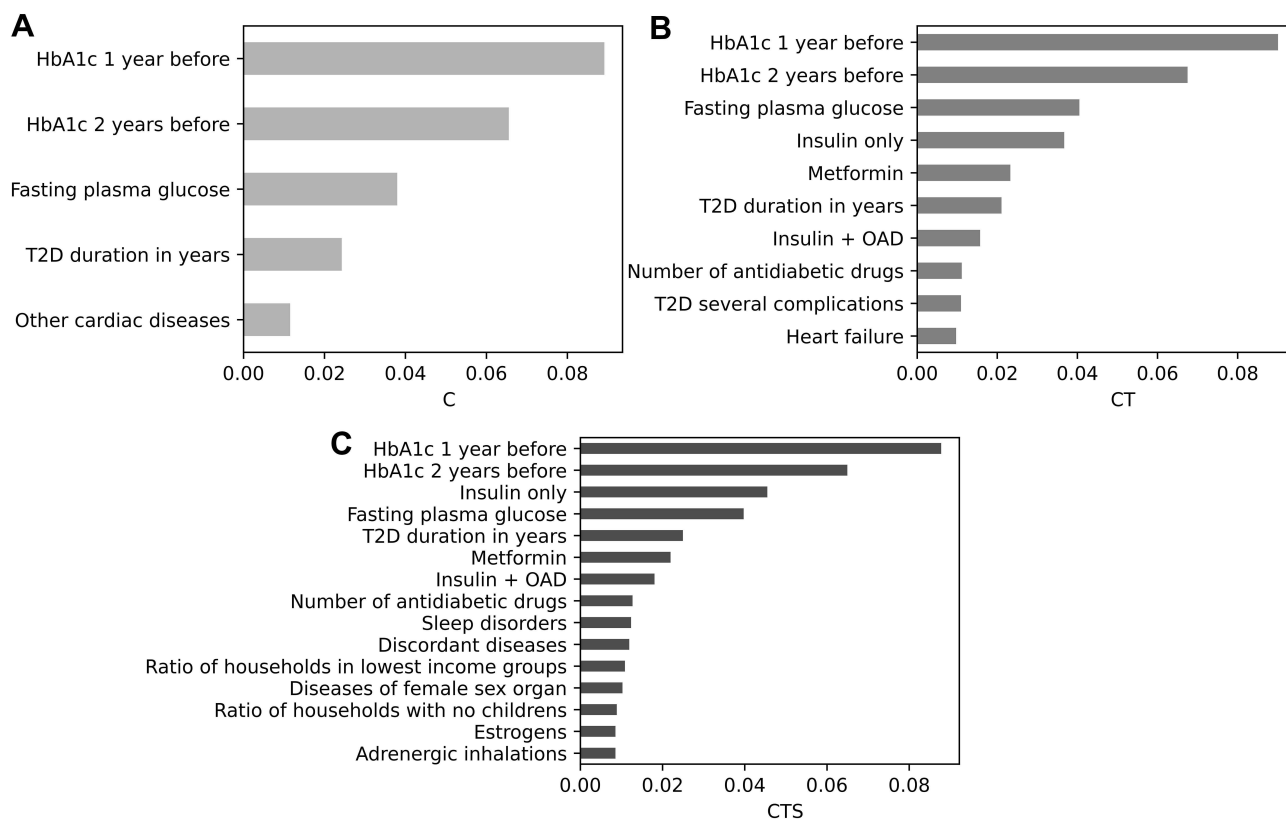 A
HbA1c 1 year before
HbA1c 2 years before
Fasting plasma glucose
T2D duration in years
Other cardiac diseases
0.00 0.02 0.04 0.06 0.08
C
B
HbA1c 1 year before
HbA1c 2 years before
Fasting plasma glucose
Insulin only
Metformin
T2D duration in years
Insulin + OAD
Number of antidiabetic drugs
T2D several complications
Heart failure
0.00 0.02 0.04 0.06 0.08
CT
C
HbA1c 1 year before
HbA1c 2 years before
Insulin only
Fasting plasma glucose
T2D duration in years
Metformin
Insulin + OAD
Number of antidiabetic drugs
Sleep disorders
Discordant diseases
Ratio of households in lowest income groups
Diseases of female sex organ
Ratio of households with no childrens
Estrogens
Adrenergic inhalations
0.00 0.02 0.04 0.06 0.08
CTS